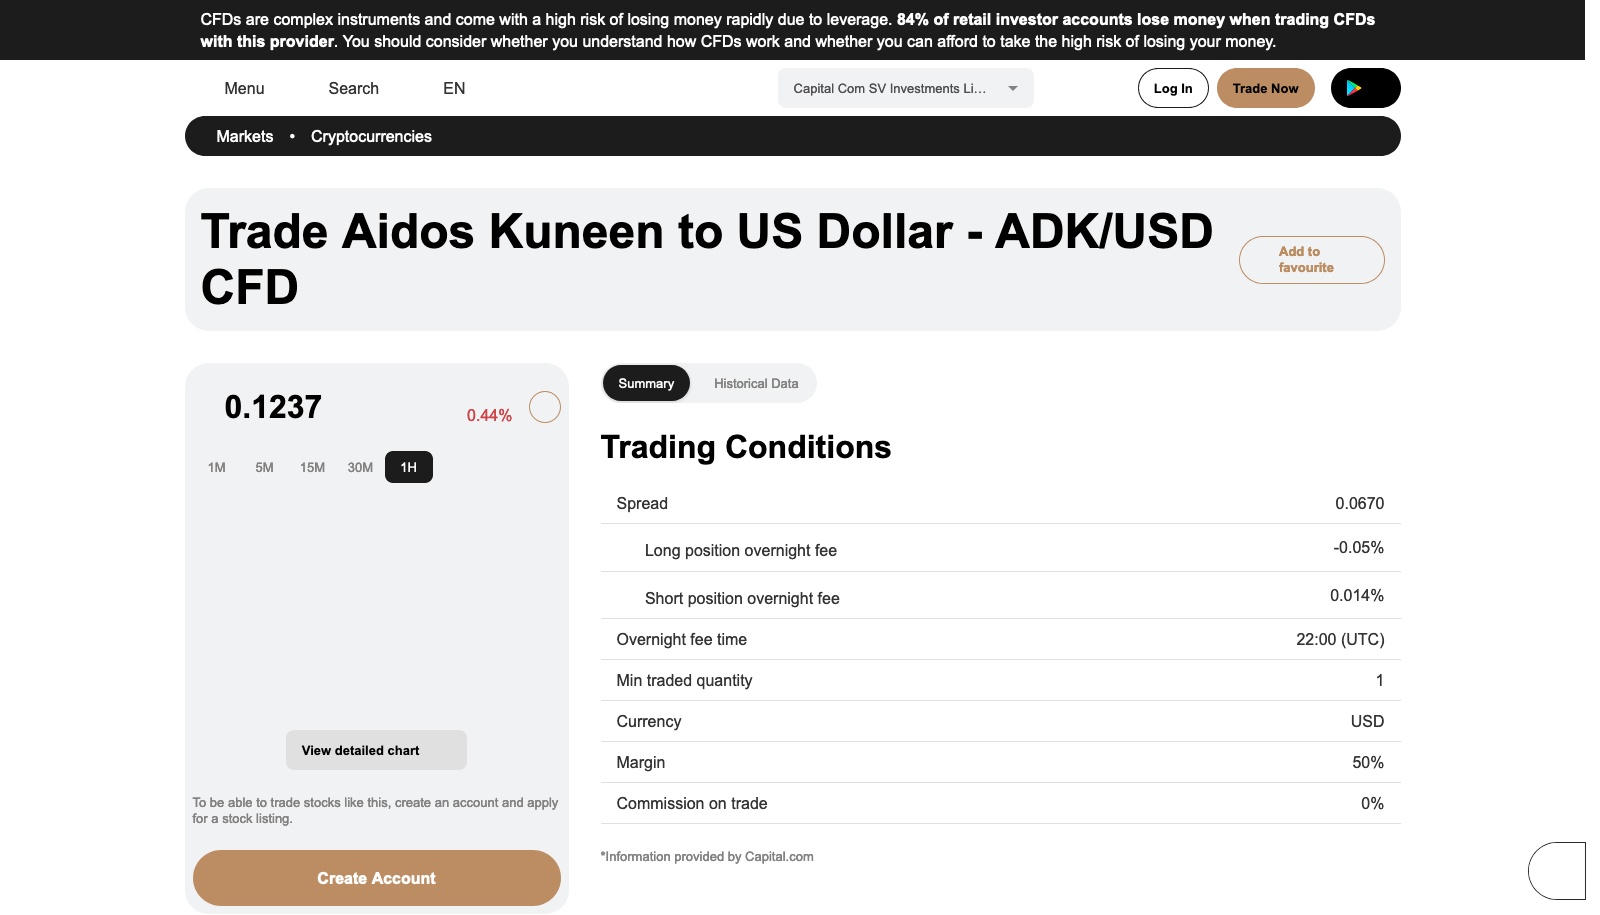 CFDs are complex instruments and come with a high risk of losing money rapidly due to leverage. 84% of retail investor accounts lose money when trading CFDs
with this provider. You should consider whether you understand how CFDs work and whether you can afford to take the high risk of losing your money.
Menu Search EN Capital Com SV Investments Li... Log In Trade Now
Markets • Cryptocurrencies
Trade Aidos Kuneen to US Dollar - ADK/USD
CFD
Add to
favourite
0.1237 0.44%
1M 5M 15M 30M 1H
View detailed chart
To be able to trade stocks like this, create an account and apply
for a stock listing.
Create Account
Summary Historical Data
Trading Conditions
Spread 0.0670
Long position overnight fee -0.05%
Short position overnight fee 0.014%
Overnight fee time 22:00 (UTC)
Min traded quantity 1
Currency USD
Margin 50%
Commission on trade 0%
*Information provided by Capital.com